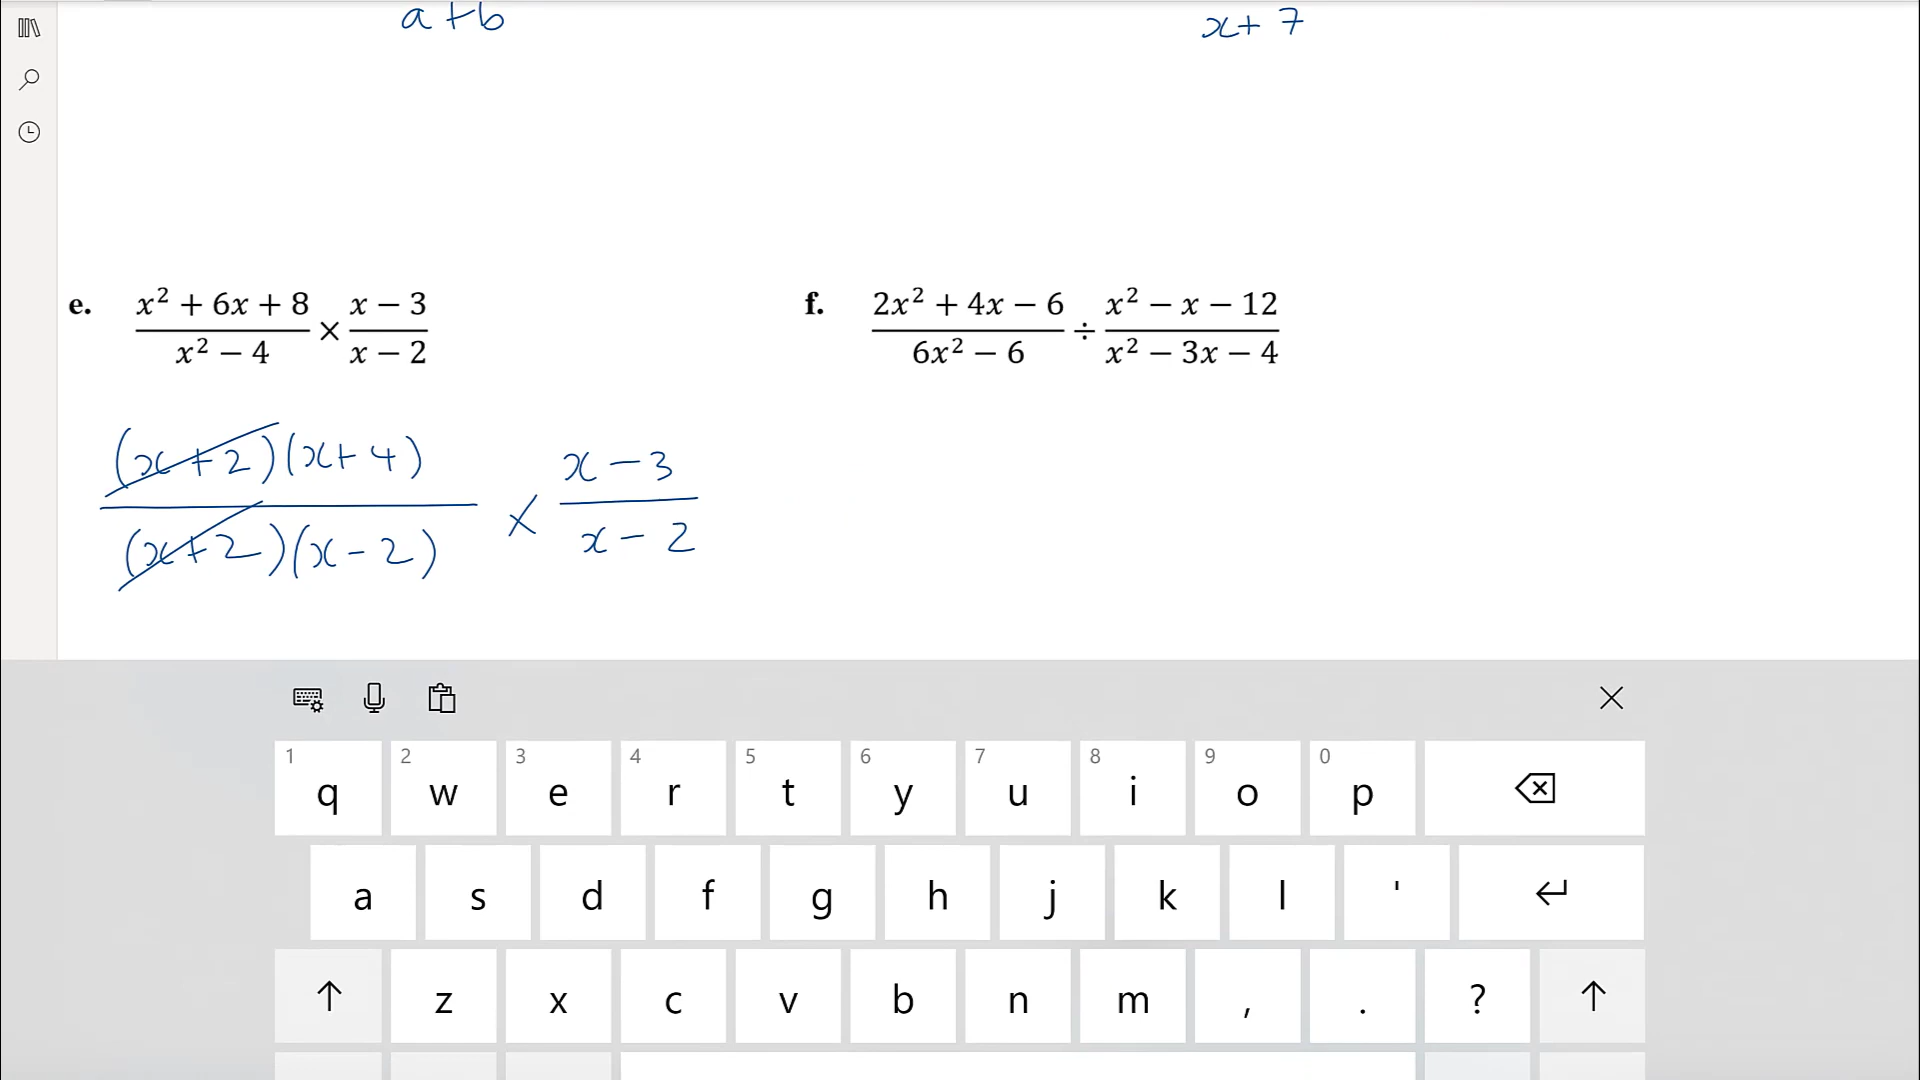 a + b
x + 7
e. (x² + 6x + 8)/(x² − 4) × (x − 3)/(x − 2)
f. (2x² + 4x − 6)/(6x² − 6) ÷ (x² − x − 12)/(x² − 3x − 4)
(x + 2)(x + 4)/(x + 2)(x − 2) × (x − 3)/(x − 2)
1 2 3 4 5 6 7 8 9 0
q w e r t y u i o p
a s d f g h j k l '
z x c v b n m , . ?